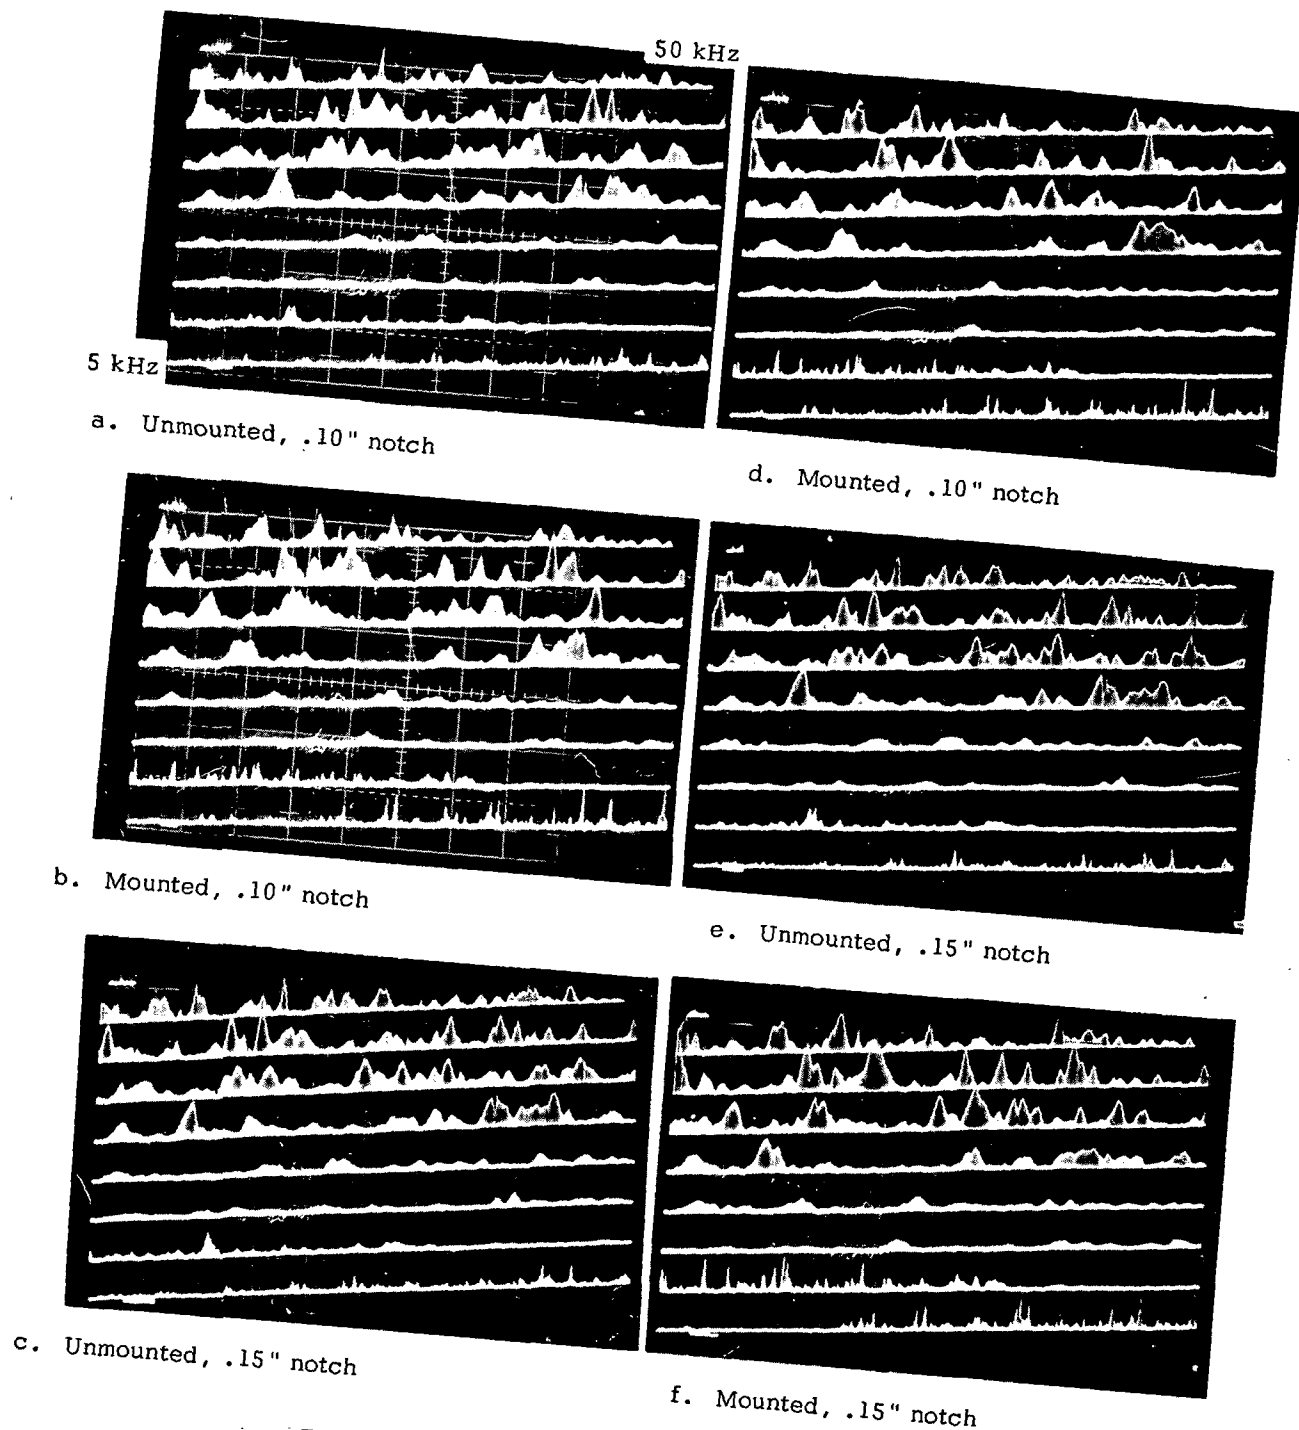 50 kHz
5 kHz
a. Unmounted, .10" notch
d. Mounted, .10" notch
b. Mounted, .10" notch
e. Unmounted, .15" notch
c. Unmounted, .15" notch
f. Mounted, .15" notch